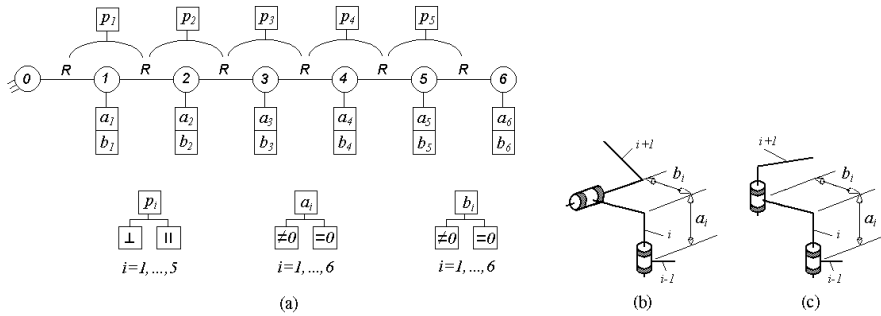 p₁ p₂ p₃ p₄ p₅
R R R R R R
0 1 2 3 4 5 6
a₁ a₂ a₃ a₄ a₅ a₆
b₁ b₂ b₃ b₄ b₅ b₆
pᵢ aᵢ bᵢ
⊥ || ≠0 =0 ≠0 =0
i=1, ...,5 i=1, ...,6 i=1, ...,6
(a)
i+1
bᵢ
aᵢ
i
i-1
(b)
i+1
bᵢ
aᵢ
i
i-1
(c)